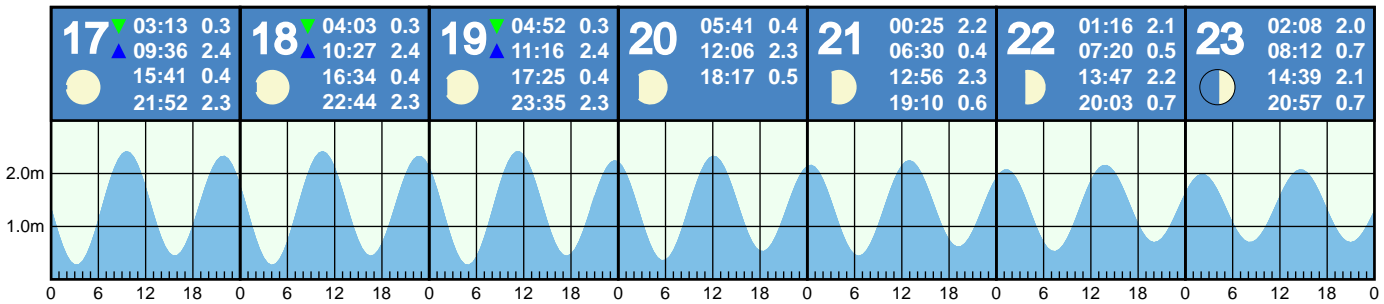 17 ▼ 03:13 0.3
▲ 09:36 2.4
15:41 0.4
21:52 2.3
18 ▼ 04:03 0.3
▲ 10:27 2.4
16:34 0.4
22:44 2.3
19 ▼ 04:52 0.3
▲ 11:16 2.4
17:25 0.4
23:35 2.3
20 05:41 0.4
12:06 2.3
18:17 0.5
21 00:25 2.2
06:30 0.4
12:56 2.3
19:10 0.6
22 01:16 2.1
07:20 0.5
13:47 2.2
20:03 0.7
23 02:08 2.0
08:12 0.7
14:39 2.1
20:57 0.7
2.0m
1.0m
0 6 12 18 0 6 12 18 0 6 12 18 0 6 12 18 0 6 12 18 0 6 12 18 0 6 12 18 0